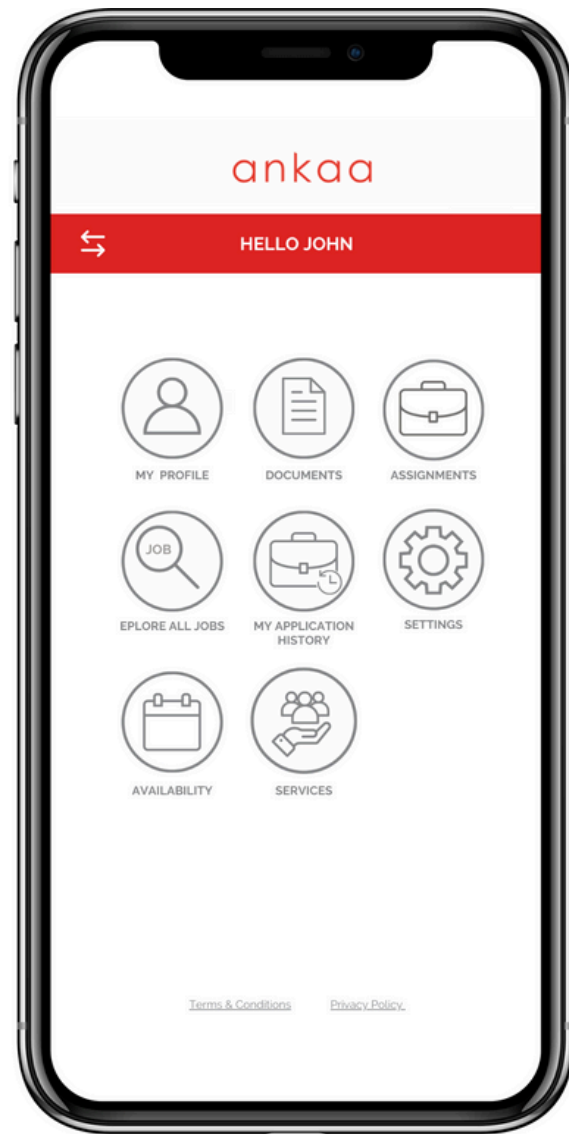 ankaa
HELLO JOHN
MY PROFILE
DOCUMENTS
ASSIGNMENTS
JOB
EPLORE ALL JOBS
MY APPLICATION
HISTORY
SETTINGS
AVAILABILITY
SERVICES
Terms & Conditions
Privacy Policy